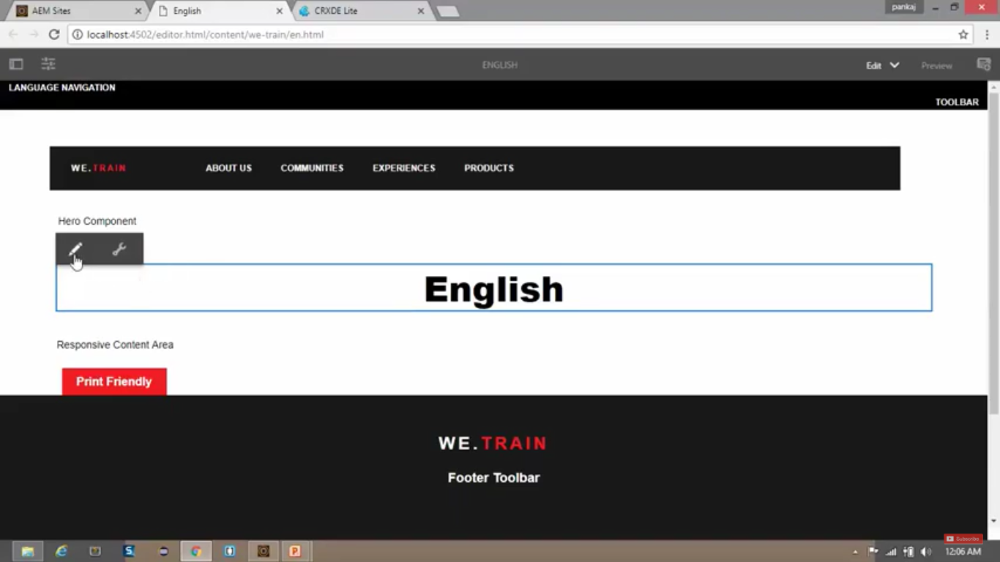 AEM Sites
English
CRXDE Lite
pankaj
localhost:4502/editor.html/content/we-train/en.html
ENGLISH
Edit
Preview
LANGUAGE NAVIGATION
TOOLBAR
WE.TRAIN ABOUT US COMMUNITIES EXPERIENCES PRODUCTS
Hero Component
English
Responsive Content Area
Print Friendly
WE.TRAIN
Footer Toolbar
Subscribe
12:06 AM